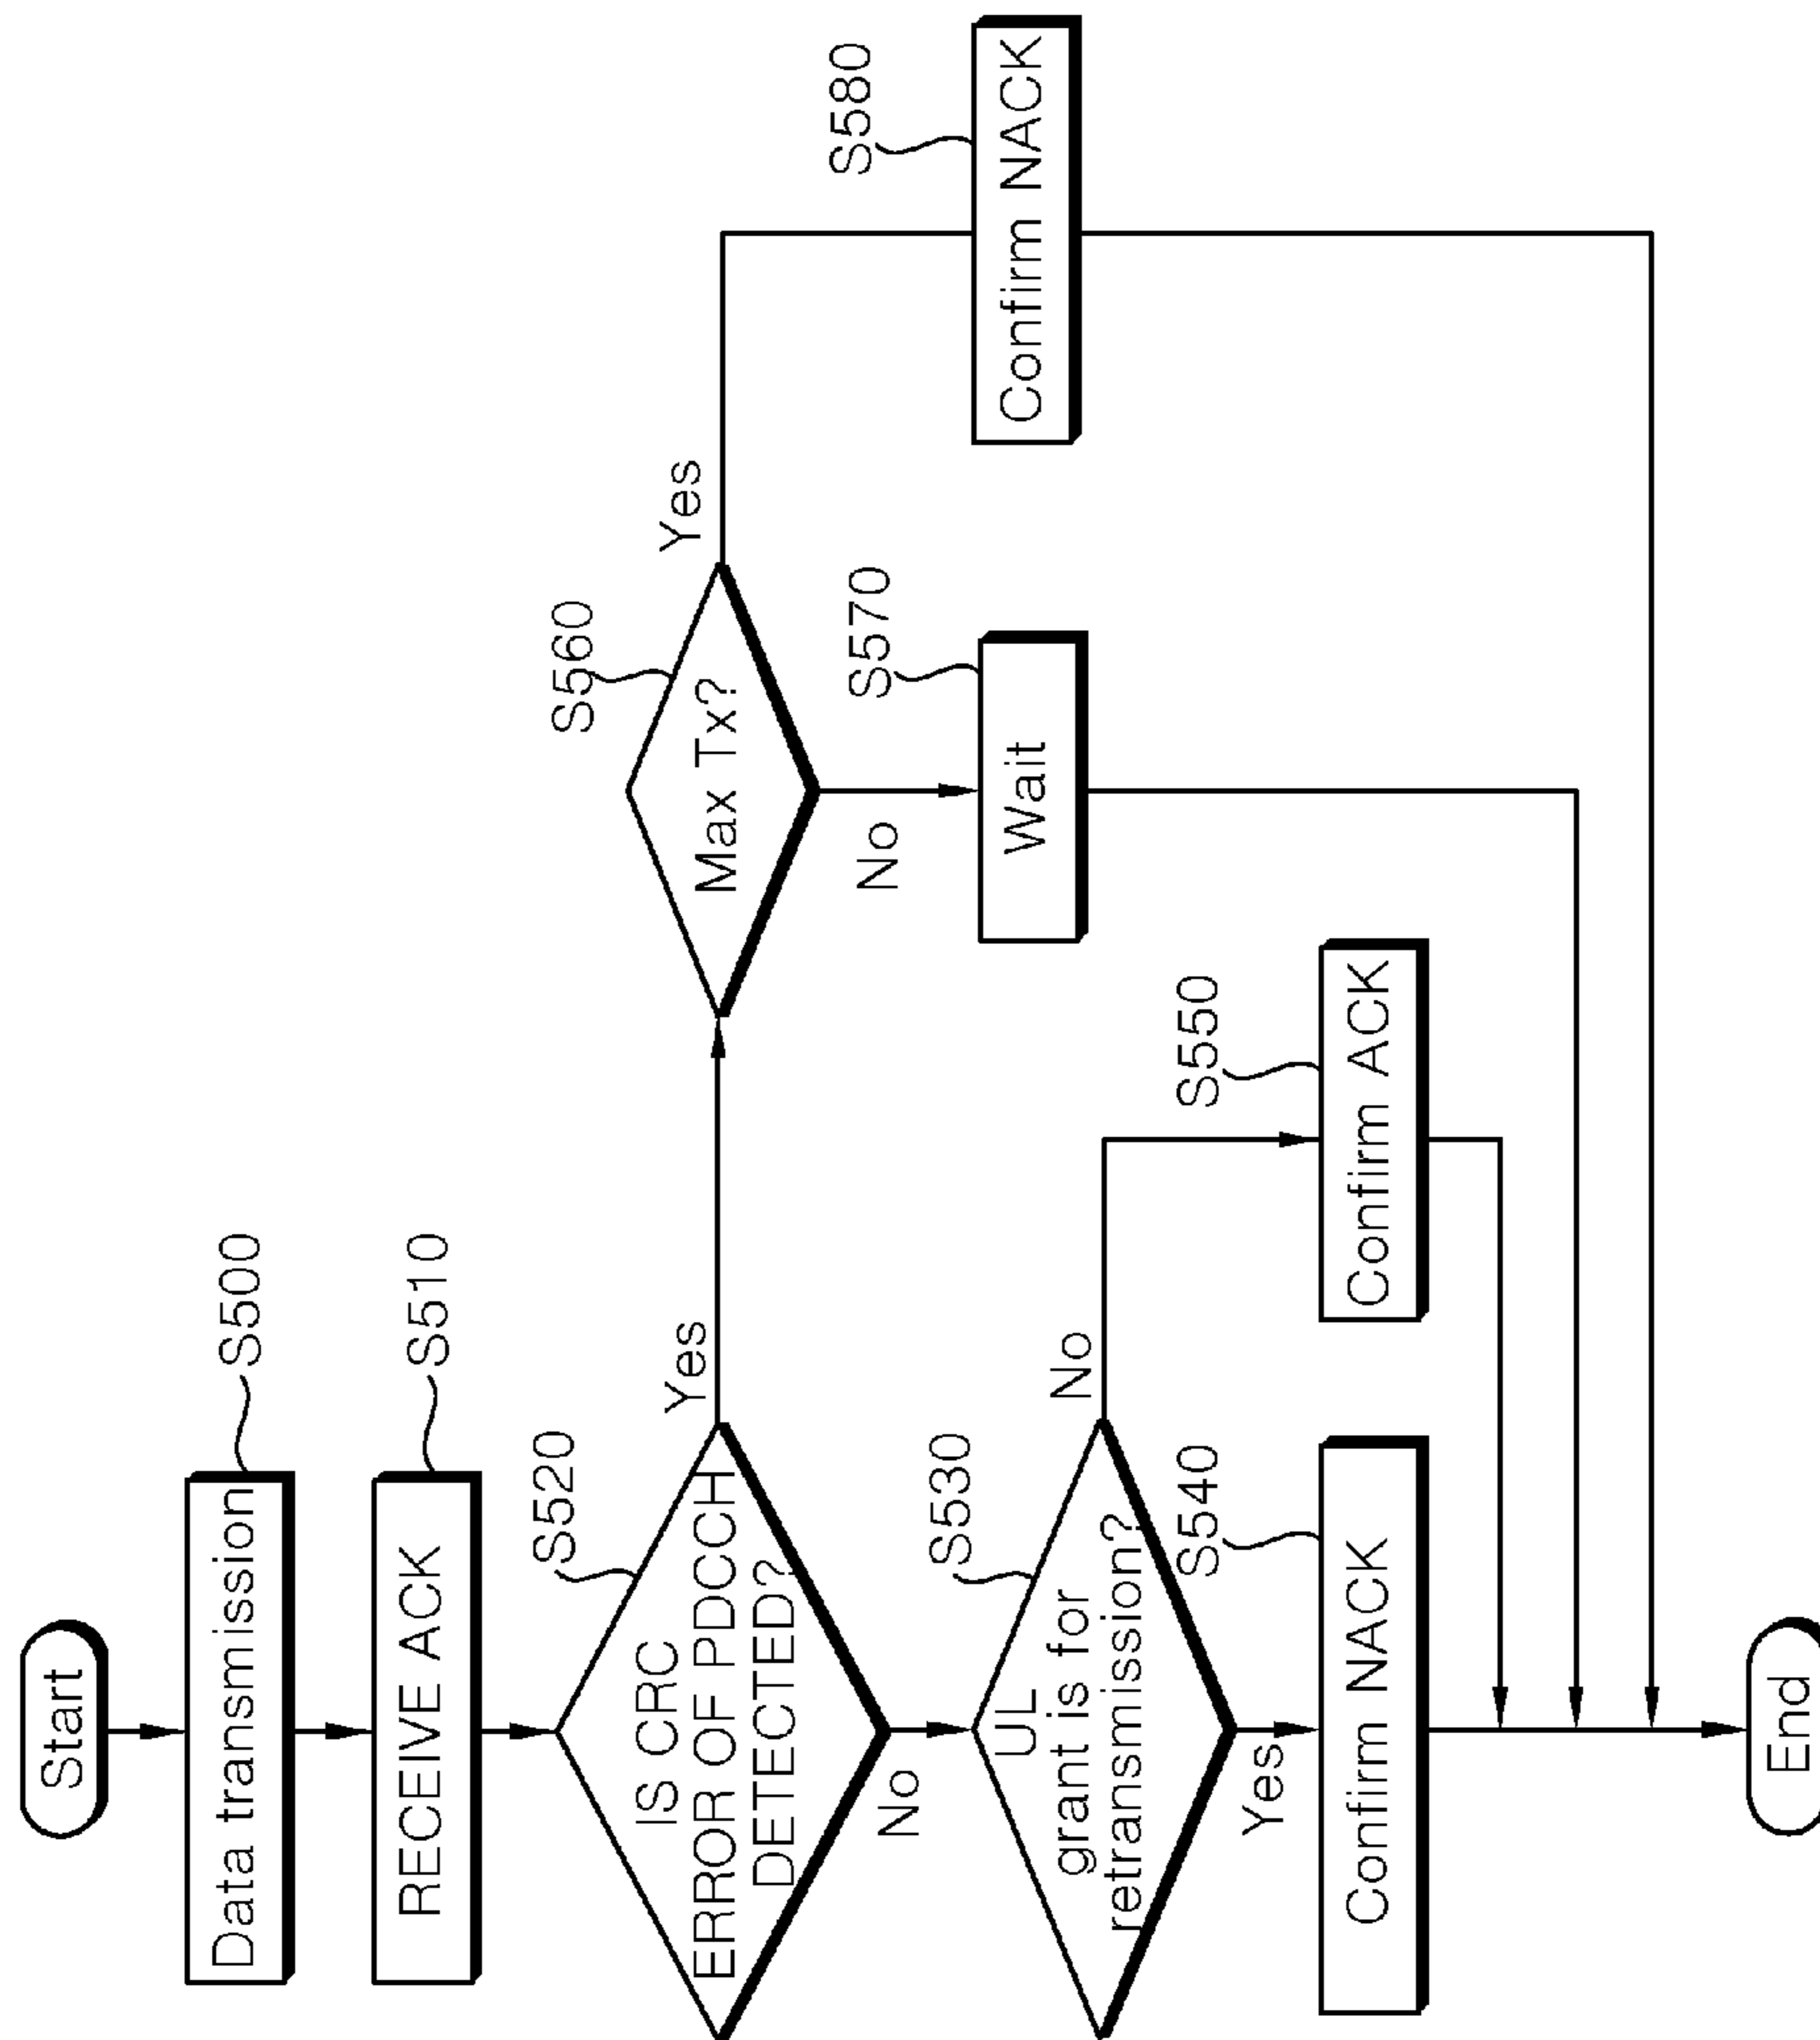 Start
Data transmission
S500
RECEIVE ACK
S510
IS CRC
ERROR OF PDCCH
DETECTED?
S520
Yes
No
Max Tx?
S560
Yes
No
UL
grant is for
retransmission?
S530
No
Yes
Wait
S570
Confirm NACK
S580
Confirm NACK
S540
Confirm ACK
S550
End